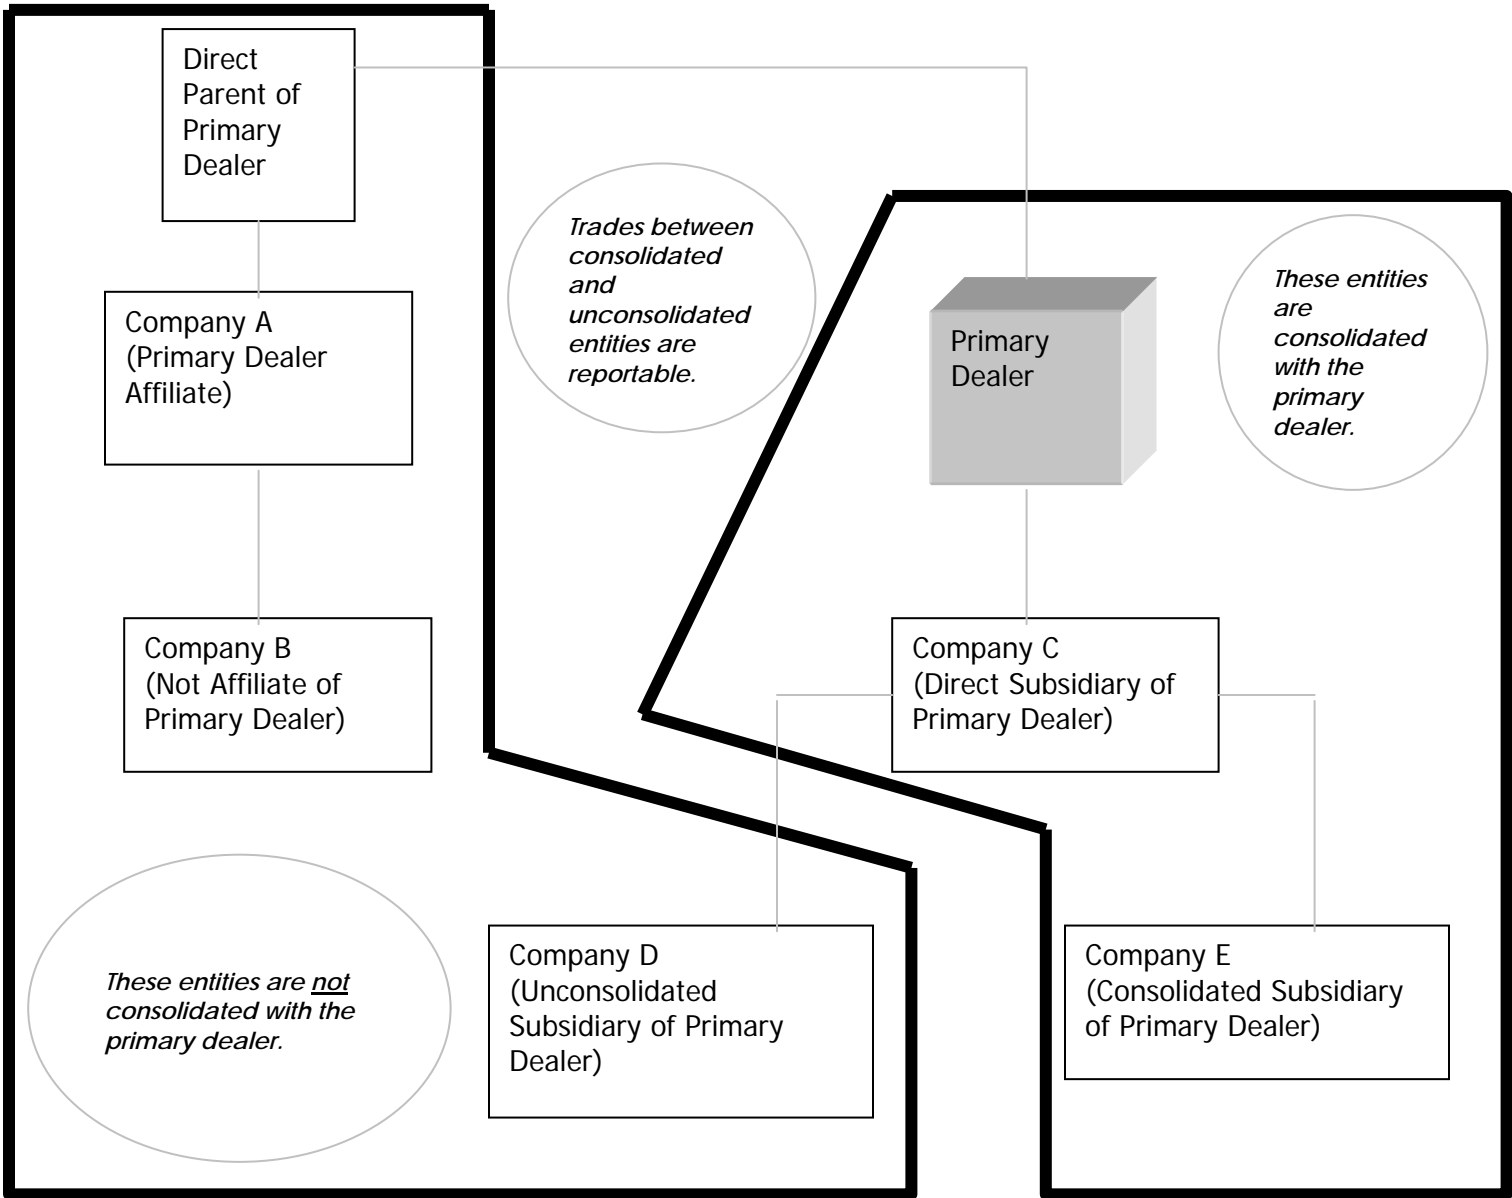 Direct
Parent of
Primary
Dealer
Trades between
consolidated
and
unconsolidated
entities are
reportable.
These entities
are
consolidated
with the
primary
dealer.
Company A
(Primary Dealer
Affiliate)
Primary
Dealer
Company B
(Not Affiliate of
Primary Dealer)
Company C
(Direct Subsidiary of
Primary Dealer)
These entities are not
consolidated with the
primary dealer.
Company D
(Unconsolidated
Subsidiary of Primary
Dealer)
Company E
(Consolidated Subsidiary
of Primary Dealer)